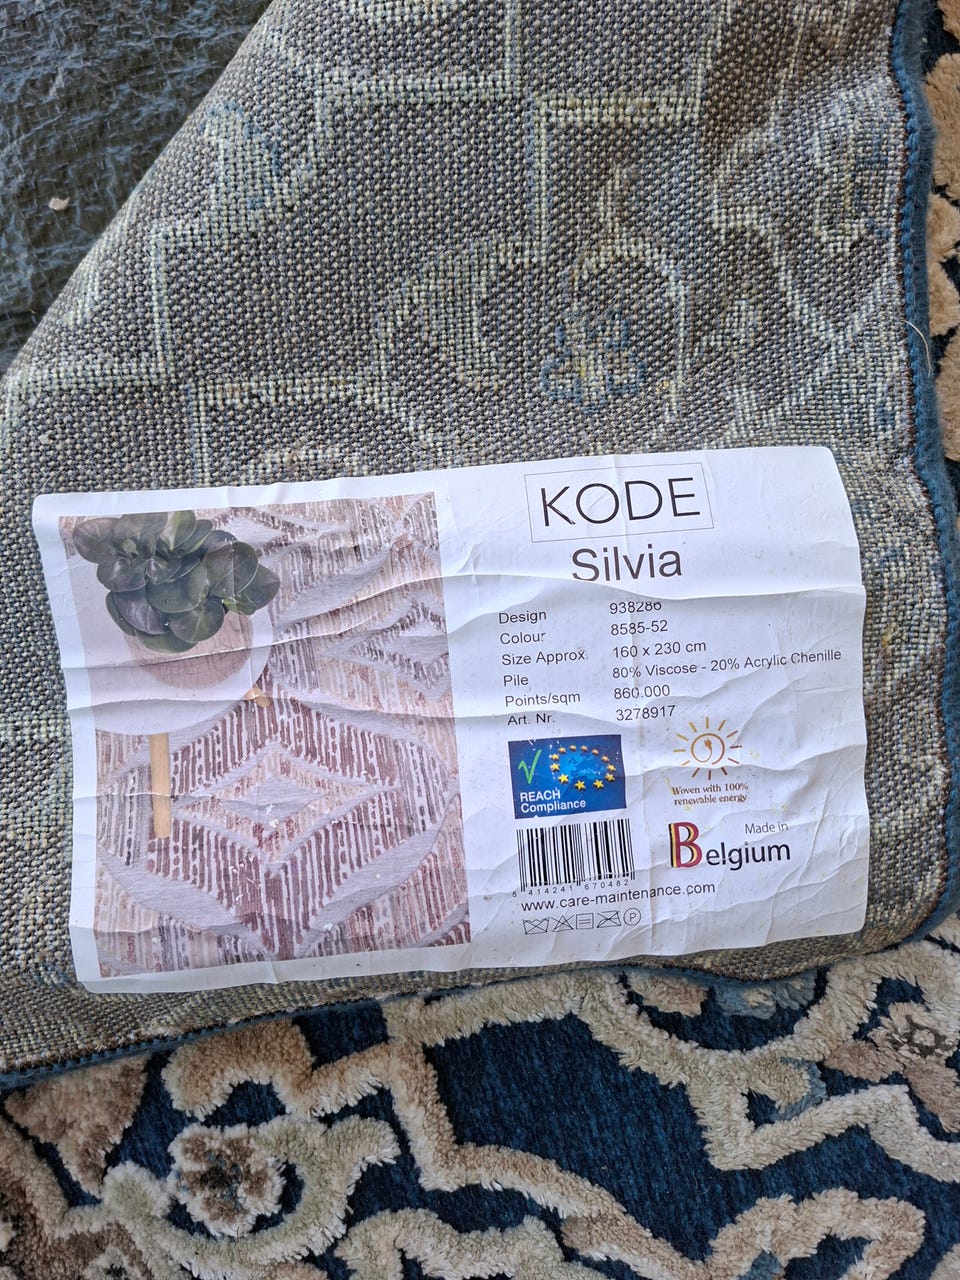 KODE
Silvia
Design 938286
Colour 8585-52
Size Approx. 160 x 230 cm
Pile 80% Viscose - 20% Acrylic Chenille
Points/sqm 860.000
Art. Nr. 3278917
REACH
Compliance
Woven with 100%
renewable energy
Made in
Belgium
5 414241 670482
www.care-maintenance.com
P